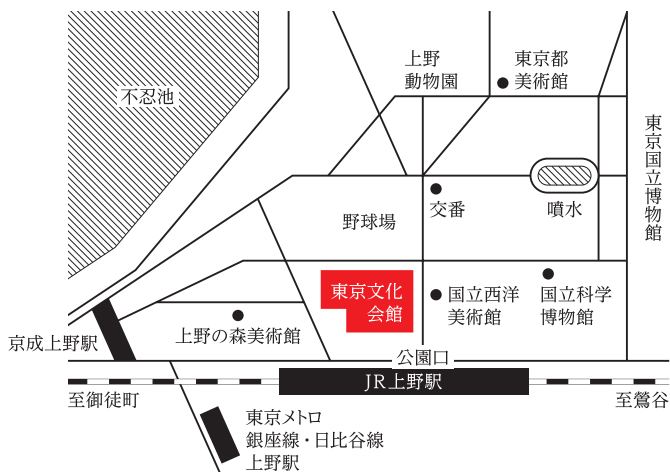 上野
動物園
東京都
美術館
不忍池
東京国立博物館
交番
噴水
野球場
東京文化
会館
国立西洋
美術館
国立科学
博物館
上野の森美術館
京成上野駅
公園口
JR上野駅
至御徒町
至鶯谷
東京メトロ
銀座線・日比谷線
上野駅